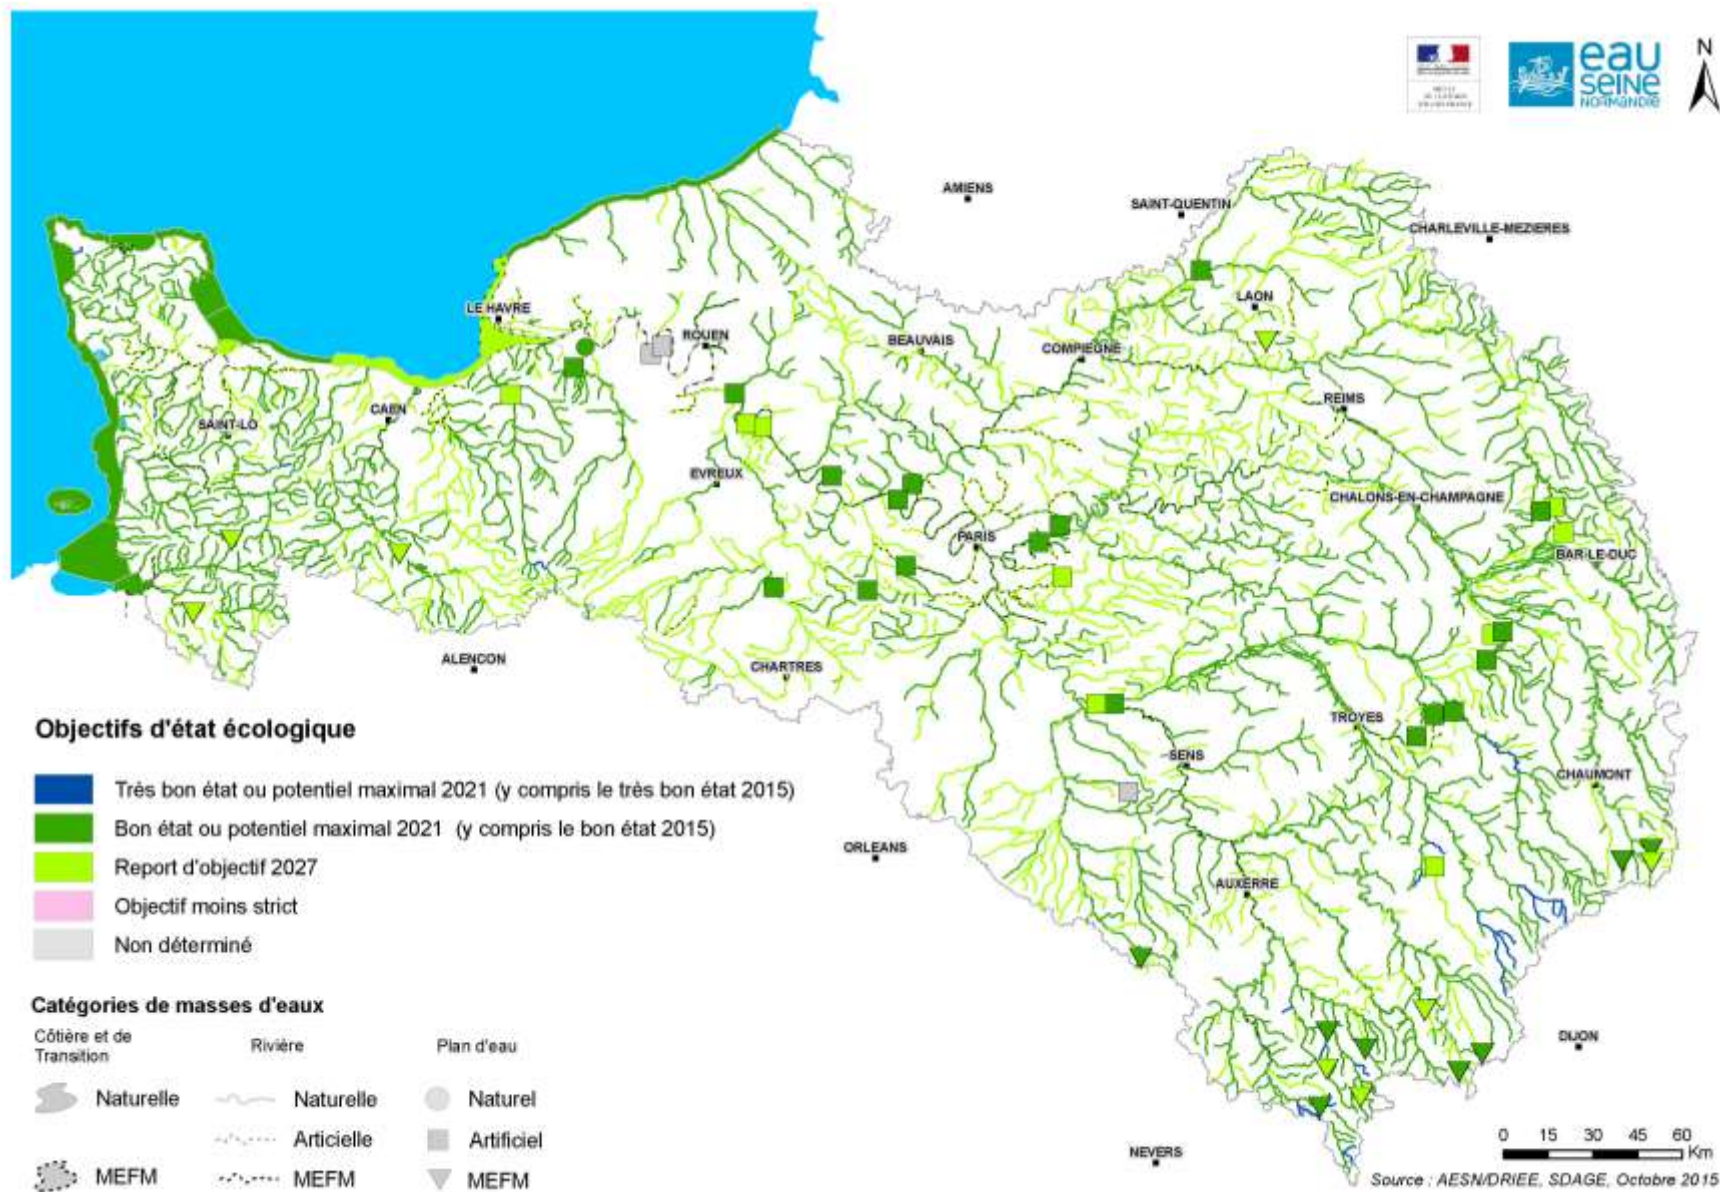 eau
SEINE
NORMANDIE
N
AMIENS
SAINT-QUENTIN
CHARLEVILLE-MEZIERES
LE HAVRE
ROUEN
LAON
BEAUVAIS
COMPIEGNE
REIMS
CAEN
SAINT-LO
EVREUX
CHALONS-EN-CHAMPAGNE
PARIS
BAR-LE-DUC
ALENCON
CHARTRES
TROYES
SENS
CHAUMONT
ORLEANS
AUXERRE
DIJON
NEVERS
Objectifs d'état écologique
Très bon état ou potentiel maximal 2021 (y compris le très bon état 2015)
Bon état ou potentiel maximal 2021 (y compris le bon état 2015)
Report d'objectif 2027
Objectif moins strict
Non déterminé
Catégories de masses d'eaux
Côtière et de
Transition
Rivière
Plan d'eau
Naturelle
Naturelle
Naturel
Articielle
Artificiel
MEFM
MEFM
MEFM
0 15 30 45 60
Km
Source : AESN/DRIEE, SDAGE, Octobre 2015